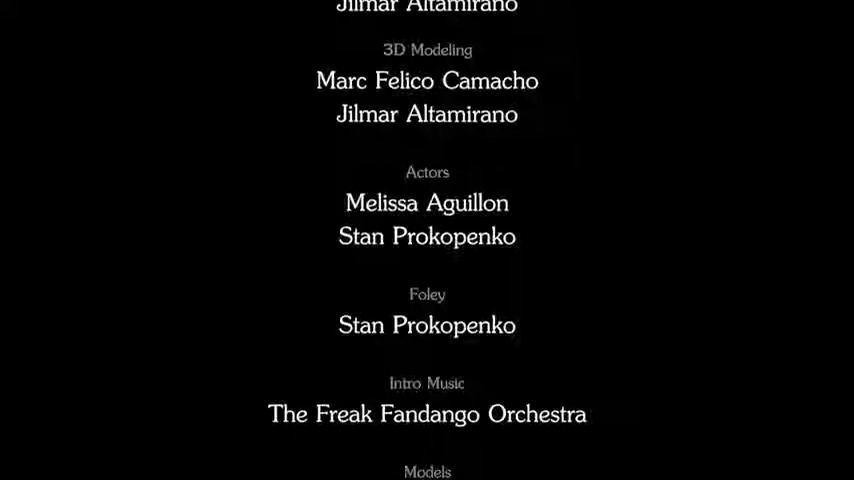 Jilmar Altamirano
3D Modeling
Marc Felico Camacho
Jilmar Altamirano
Actors
Melissa Aguillon
Stan Prokopenko
Foley
Stan Prokopenko
Intro Music
The Freak Fandango Orchestra
Models